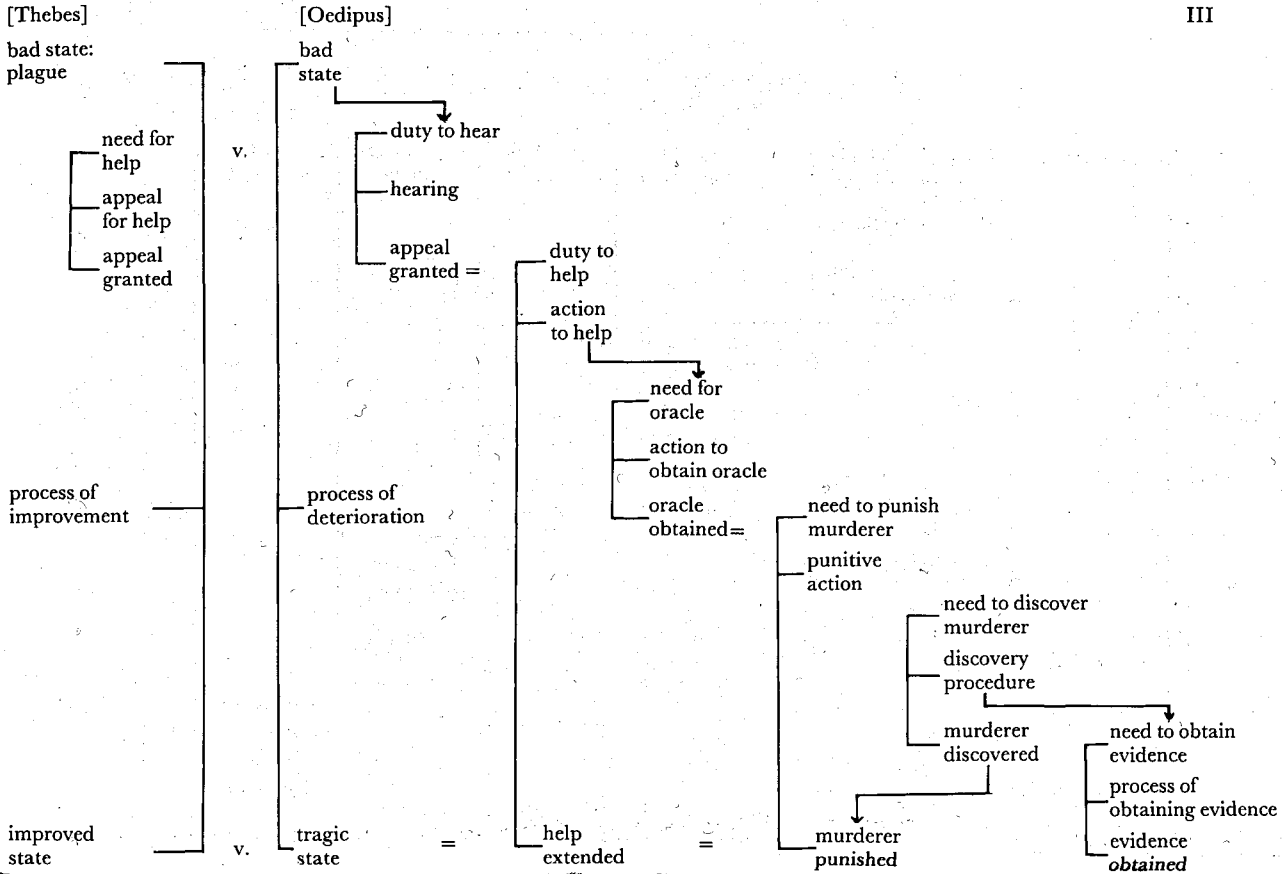 [Thebes]
[Oedipus]
III
bad state:
plague
bad
state
duty to hear
need for
help
v.
hearing
appeal
for help
appeal
granted
appeal
granted =
duty to
help
action
to help
need for
oracle
action to
obtain oracle
process of
improvement
process of
deterioration
oracle
obtained=
need to punish
murderer
punitive
action
need to discover
murderer
discovery
procedure
murderer
discovered
need to obtain
evidence
process of
obtaining evidence
improved
state
v.
tragic
state
=
help
extended
=
murderer
punished
evidence
obtained